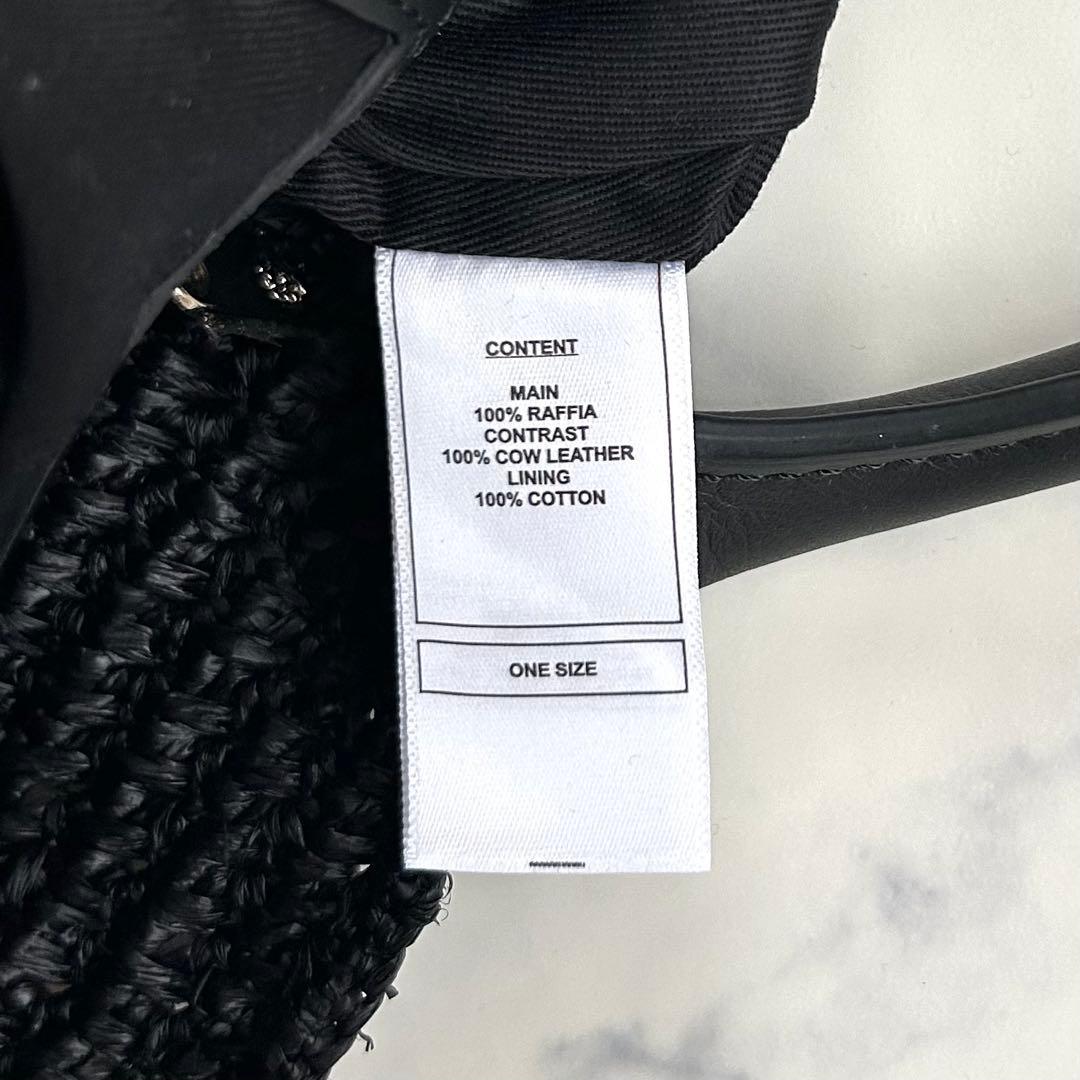 CONTENT
MAIN
100% RAFFIA
CONTRAST
100% COW LEATHER
LINING
100% COTTON
ONE SIZE